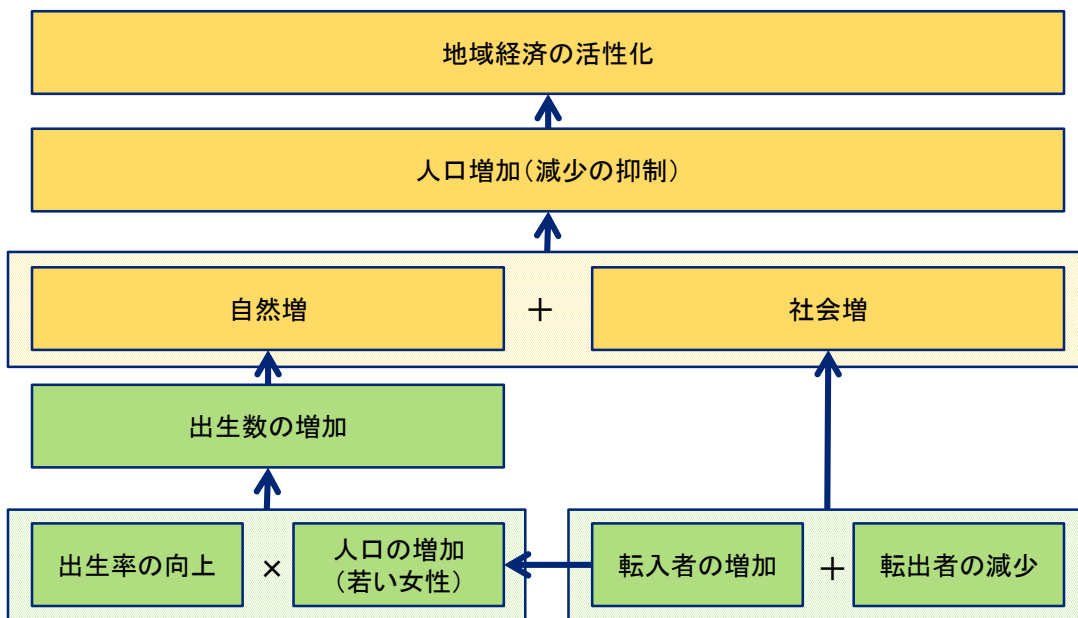 地域経済の活性化
人口増加(減少の抑制)
自然増
+
社会増
出生数の増加
出生率の向上
×
人口の増加
(若い女性)
転入者の増加
+
転出者の減少